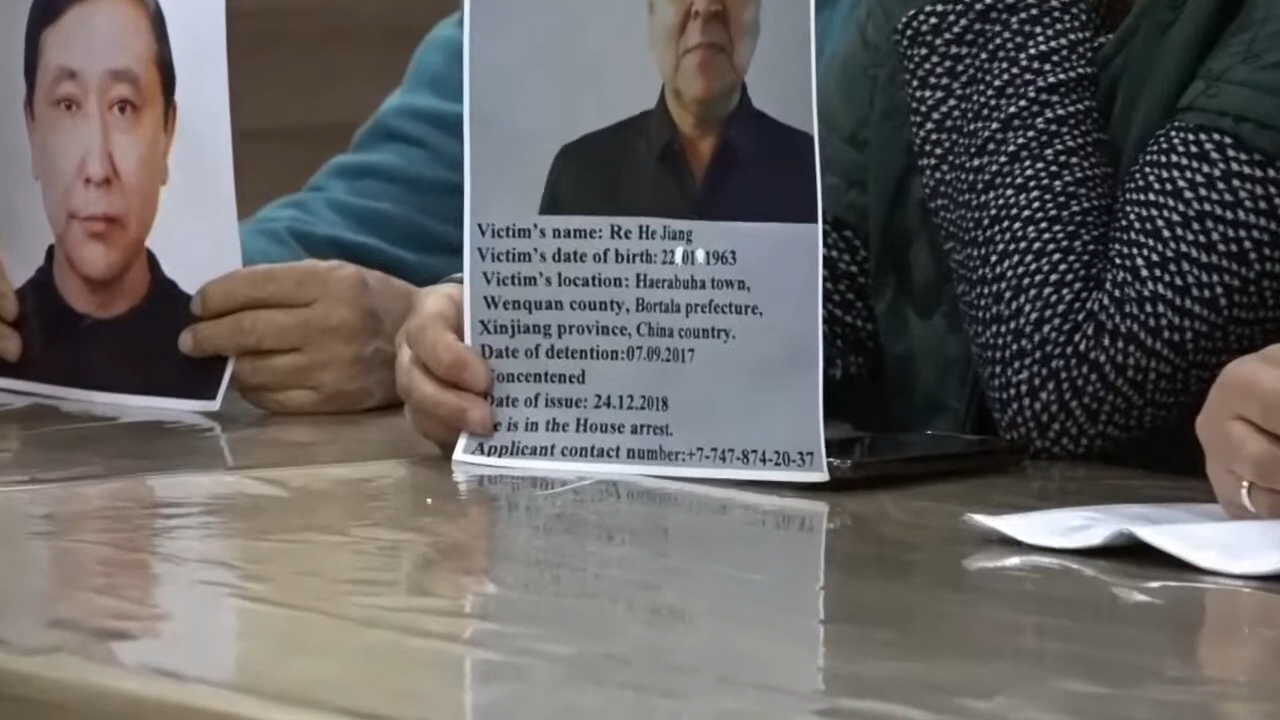 Victim's name: Re He Jiang
Victim's date of birth: 22/01/1963
Victim's location: Haerabuha town,
Wenquan county, Bortala prefecture,
Xinjiang province, China country.
Date of detention:07.09.2017
oncentened
Date of issue: 24.12.2018
e is in the House arrest.
Applicant contact number:+7-747-874-20-37